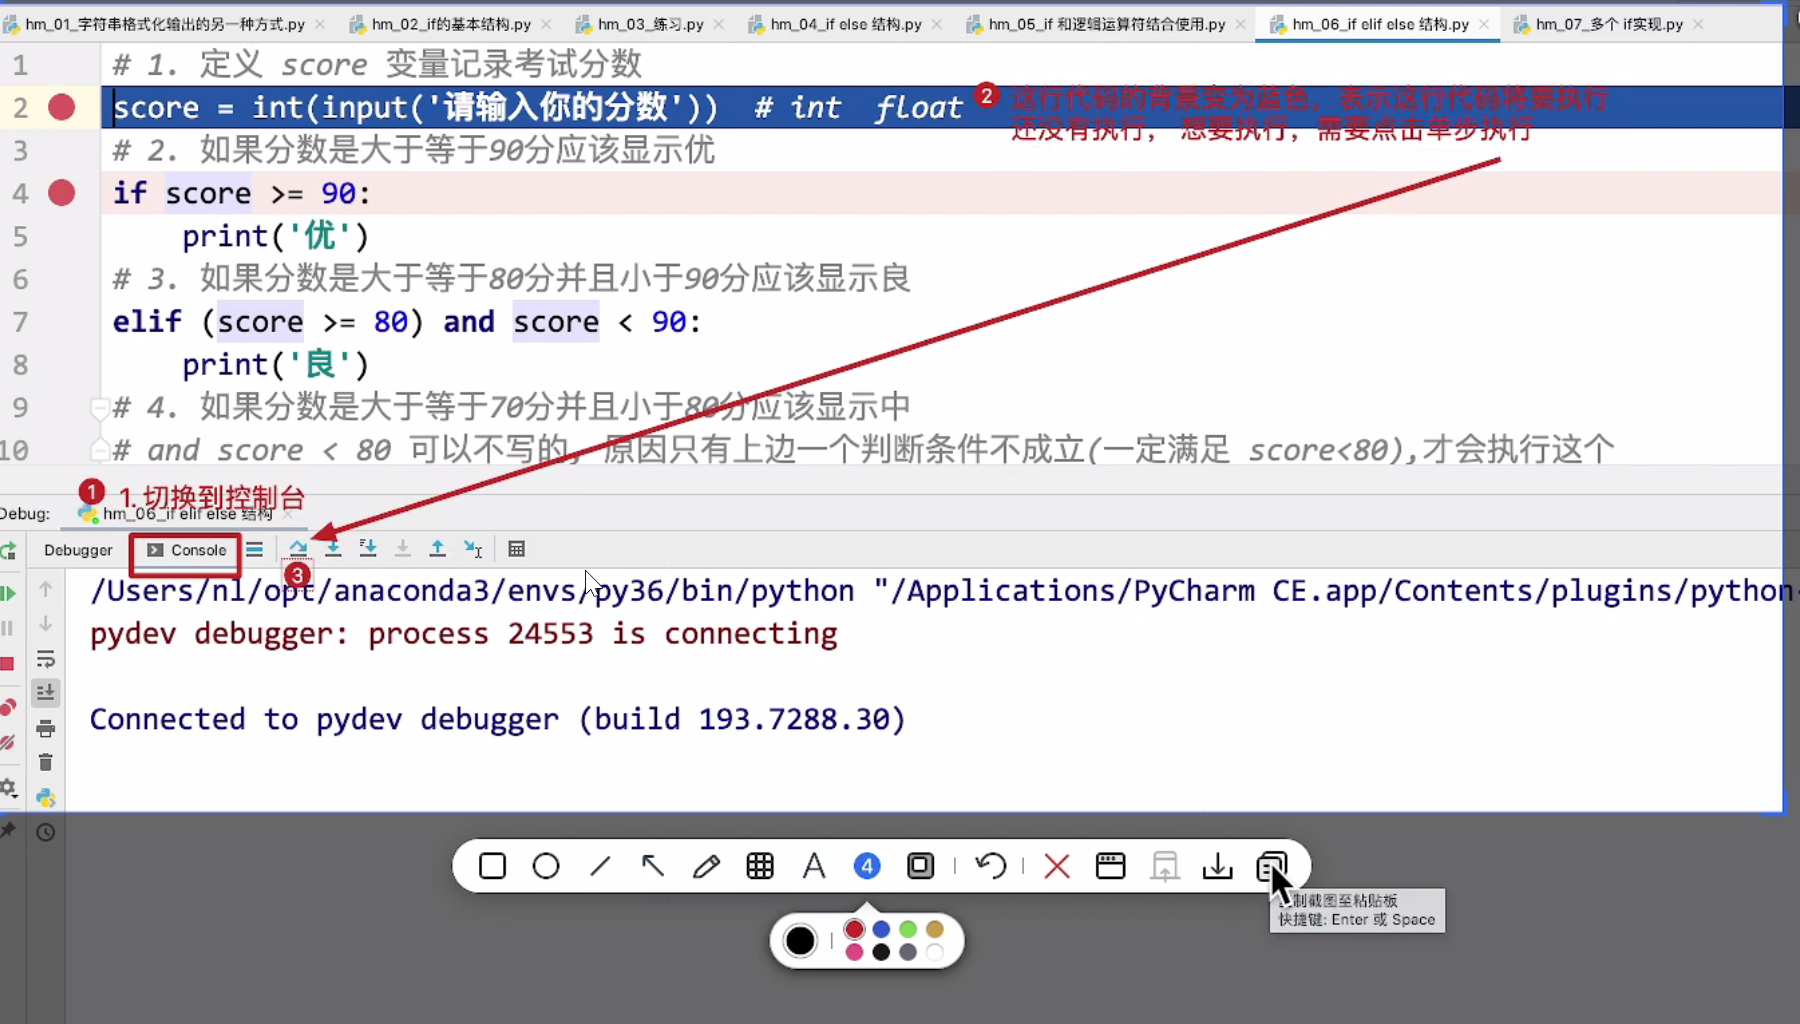 hm_01_字符串格式化输出的另一种方式.py
hm_02_if的基本结构.py
hm_03_练习.py
hm_04_if else 结构.py
hm_05_if 和逻辑运算符结合使用.py
hm_06_if elif else 结构.py
hm_07_多个 if实现.py
1 # 1. 定义 score 变量记录考试分数
2 score = int(input('请输入你的分数')) # int float
2 这行代码的背景变为蓝色，表示这行代码将要执行
还没有执行， 想要执行，需要点击单步执行
3 # 2. 如果分数是大于等于90分应该显示优
4 if score >= 90:
5 print('优')
6 # 3. 如果分数是大于等于80分并且小于90分应该显示良
7 elif (score >= 80) and score < 90:
8 print('良')
9 # 4. 如果分数是大于等于70分并且小于80分应该显示中
10 # and score < 80 可以不写的, 原因只有上边一个判断条件不成立(一定满足 score<80),才会执行这个
1 1. 切换到控制台
Debug: hm_06_if elif else 结构
Debugger Console
3
/Users/nl/opt/anaconda3/envs/py36/bin/python "/Applications/PyCharm CE.app/Contents/plugins/python
pydev debugger: process 24553 is connecting
Connected to pydev debugger (build 193.7288.30)
A 4
制截图至粘贴板
快捷键: Enter 或 Space